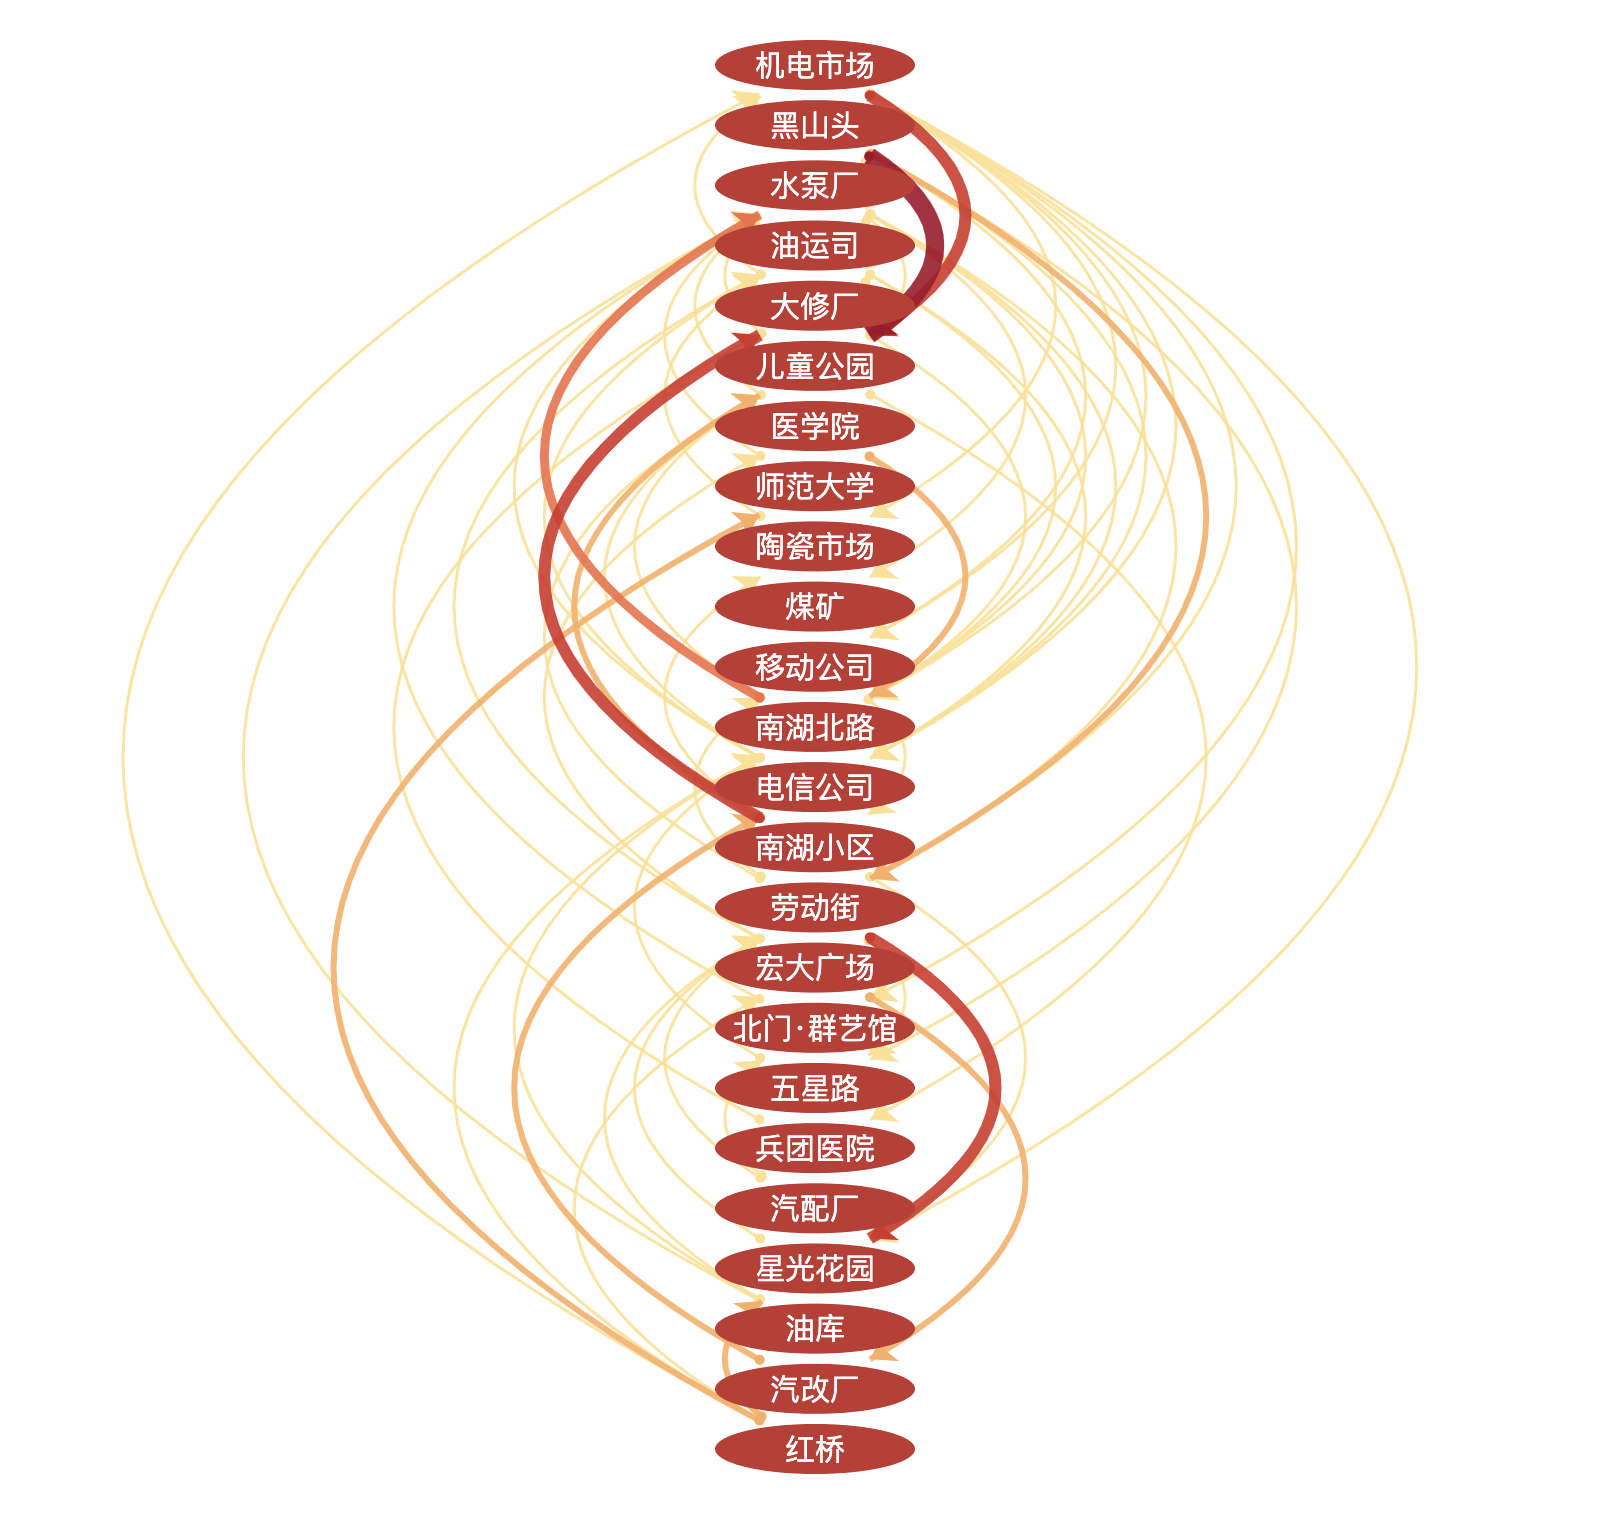 机电市场
黑山头
水泵厂
油运司
大修厂
儿童公园
医学院
师范大学
陶瓷市场
煤矿
移动公司
南湖北路
电信公司
南湖小区
劳动街
宏大广场
北门·群艺馆
五星路
兵团医院
汽配厂
星光花园
油库
汽改厂
红桥